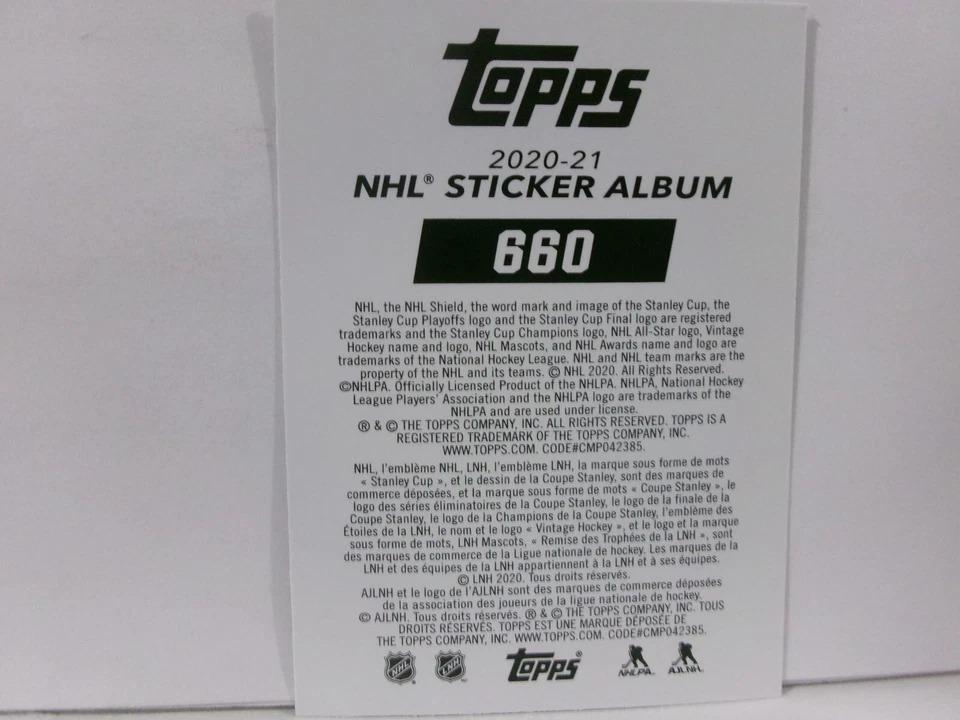 Topps
2020-21
NHL® STICKER ALBUM
660
NHL, the NHL Shield, the word mark and image of the Stanley Cup, the
Stanley Cup Playoffs logo and the Stanley Cup Final logo are registered
trademarks and the Stanley Cup Champions logo, NHL All-Star logo, Vintage
Hockey name and logo, NHL Mascots, and NHL Awards name and logo are
trademarks of the National Hockey League. NHL and NHL team marks are the
property of the NHL and its teams. © NHL 2020. All Rights Reserved.
©NHLPA. Officially Licensed Product of the NHLPA. NHLPA, National Hockey
League Players' Association and the NHLPA logo are trademarks of the
NHLPA and are used under license.
® & © THE TOPPS COMPANY, INC. ALL RIGHTS RESERVED. TOPPS IS A
REGISTERED TRADEMARK OF THE TOPPS COMPANY, INC.
WWW.TOPPS.COM. CODE#CMP042385.
NHL, l'emblème NHL, LNH, l'emblème LNH, la marque sous forme de mots
« Stanley Cup », et le dessin de la Coupe Stanley, sont des marques de
commerce déposées, et la marque sous forme de mots « Coupe Stanley », le
logo des séries éliminatoires de la Coupe Stanley, le logo de la finale de la
Coupe Stanley, le logo de la Champions de la Coupe Stanley, l'emblème des
Étoiles de la LNH, le nom et le logo « Vintage Hockey », et le logo et la marque
sous forme de mots, LNH Mascots, « Remise des Trophées de la LNH », sont
des marques de commerce de la Ligue nationale de hockey. Les marques de la
LNH et des équipes de la LNH appartiennent à la LNH et à ses équipes.
© LNH 2020. Tous droits réservés.
AJLNH et le logo de l'AJLNH sont des marques de commerce déposées
de la association des joueurs de la ligue nationale de hockey.
© AJLNH. Tous droits réservés. ® & © THE TOPPS COMPANY, INC. TOUS
DROITS RÉSERVÉS. TOPPS EST UNE MARQUE DÉPOSÉE DE
THE TOPPS COMPANY, INC. WWW.TOPPS.COM. CODE#CMP042385.
NHL LNH Topps® NHLPA AJLNH